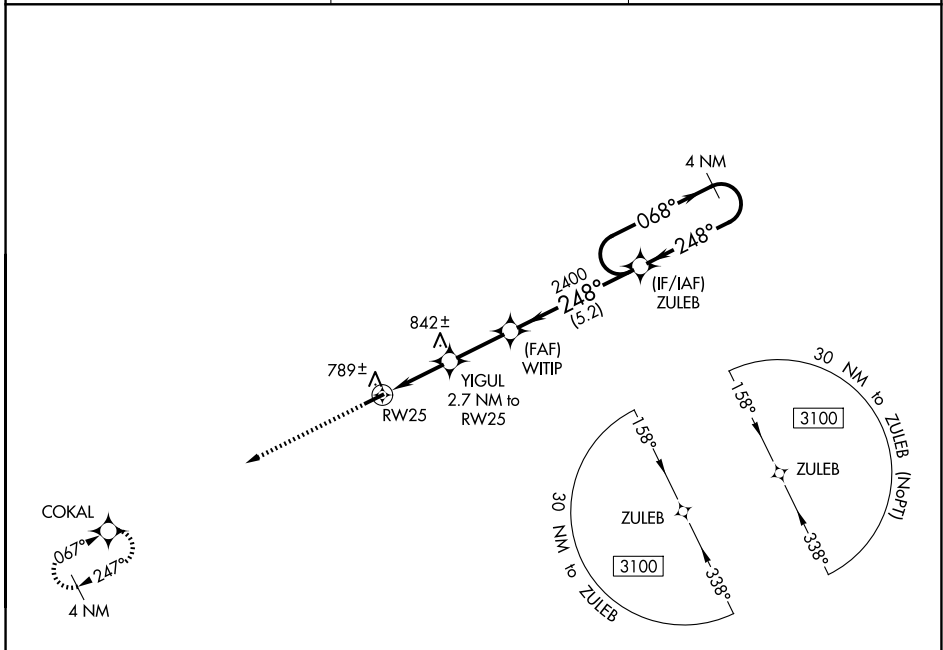 4 NM
068°
248°
(IF/IAF)
ZULEB
2400
248°
(5.2)
(FAF)
WITIP
842±
YIGUL
2.7 NM to
RW25
789±
RW25
COKAL
067°
247°
4 NM
30 NM to ZULEB (NoPT)
158°
3100
ZULEB
338°
158°
ZULEB
3100
338°
30 NM to ZULEB